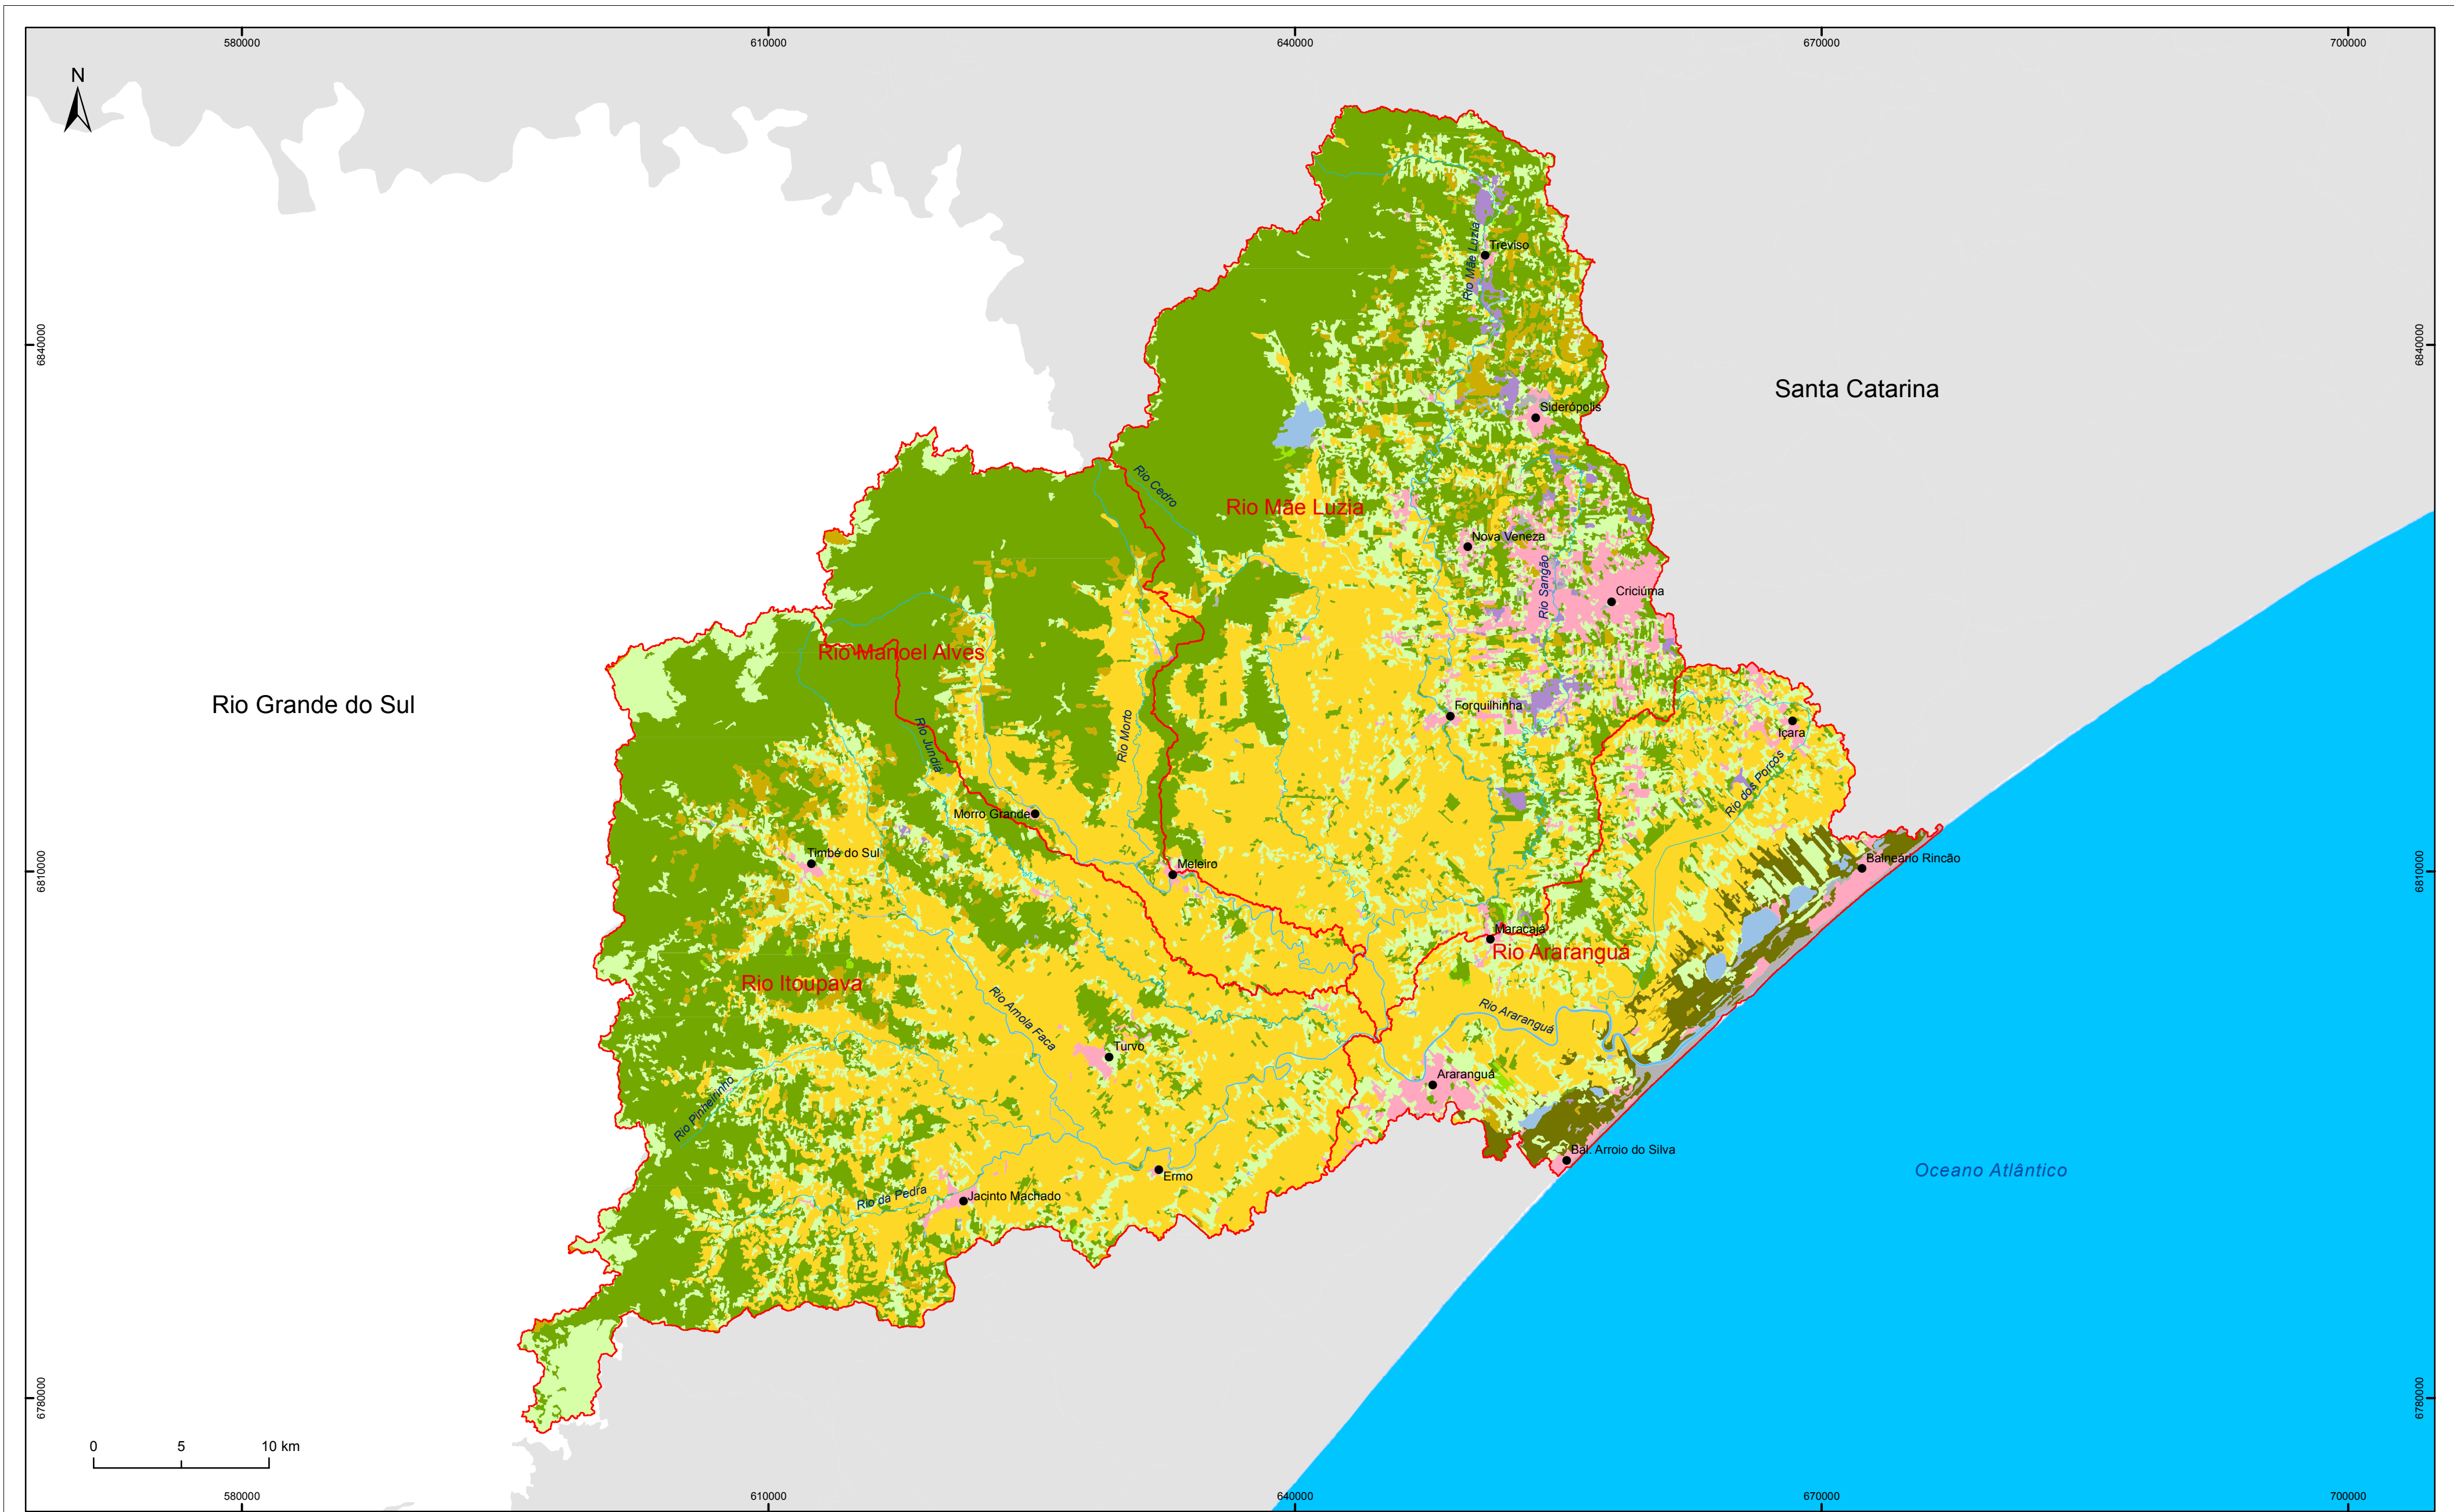 580000
610000
640000
670000
700000
N
Treviso
Rio Mãe Luzia
6840000
6840000
Santa Catarina
Siderópolis
Rio Cedro
Rio Mãe Luzia
Nova Veneza
Rio Sangão
Criciúma
Rio Manoel Alves
Rio Grande do Sul
Rio Jundiá
Rio Morto
Forquilhinha
Içara
Rio dos Porcos
Morro Grande
Timbé do Sul
Meleiro
Balneário Rincão
6810000
6810000
Maracajá
Rio Araranguá
Rio Itoupava
Rio Amola Faca
Rio Araranguá
Turvo
Araranguá
Rio Pinheirinho
Bal. Arroio do Silva
Oceano Atlântico
Ermo
Rio da Pedra
Jacinto Machado
6780000
6780000
0 5 10 km
580000
610000
640000
670000
700000